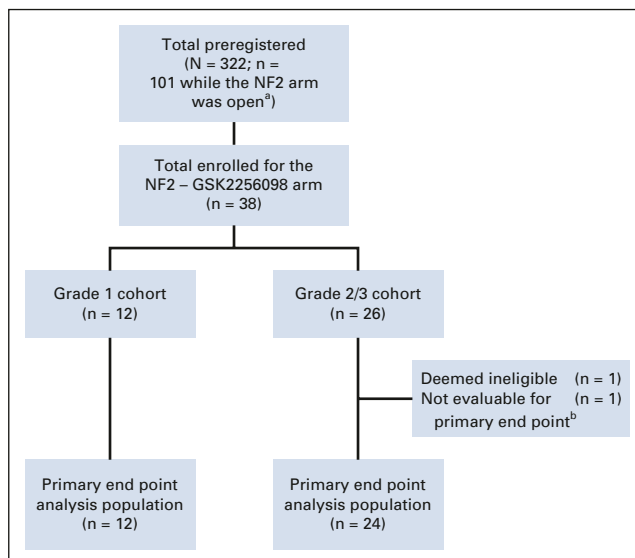 Total preregistered
(N = 322; n =
101 while the NF2 arm
was openᵃ)
Total enrolled for the
NF2 – GSK2256098 arm
(n = 38)
Grade 1 cohort
(n = 12)
Grade 2/3 cohort
(n = 26)
Deemed ineligible (n = 1)
Not evaluable for (n = 1)
primary end pointᵇ
Primary end point
analysis population
(n = 12)
Primary end point
analysis population
(n = 24)